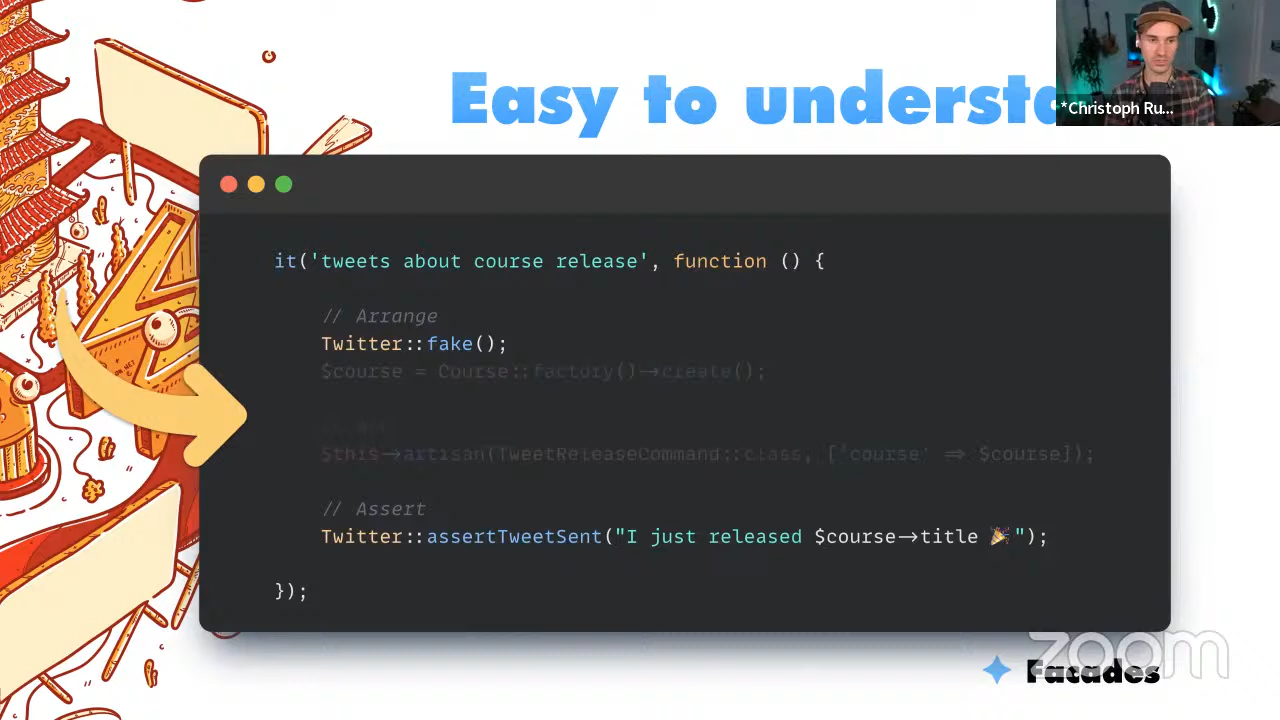 Easy to understa
*Christoph Ru...
it('tweets about course release', function () {
// Arrange
Twitter::fake();
$course = Course::factory()->create();
$this->artisan(TweetReleaseCommand::class, ['course' => $course]);
// Assert
Twitter::assertTweetSent("I just released $course->title 🎉");
});
zoom
Facades